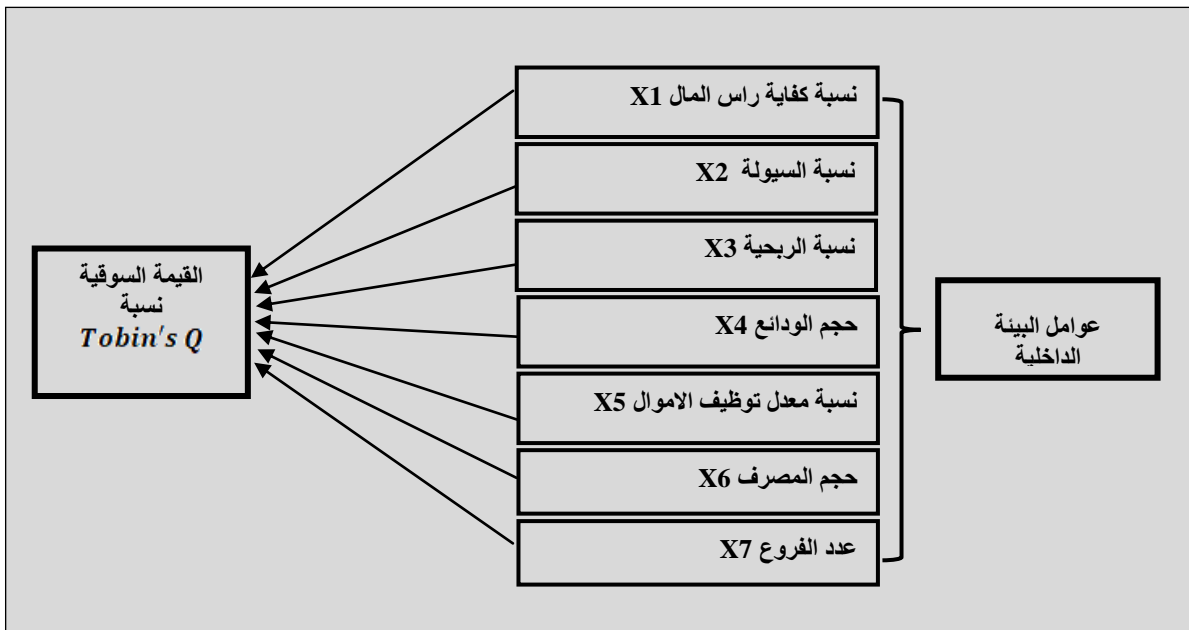 نسبة كفاية راس المال X1
نسبة السيولة X2
نسبة الربحية X3
حجم الودائع X4
نسبة معدل توظيف الاموال X5
حجم المصرف X6
عدد الفروع X7
عوامل البيئة
الداخلية
القيمة السوقية
نسبة
Tobin's Q